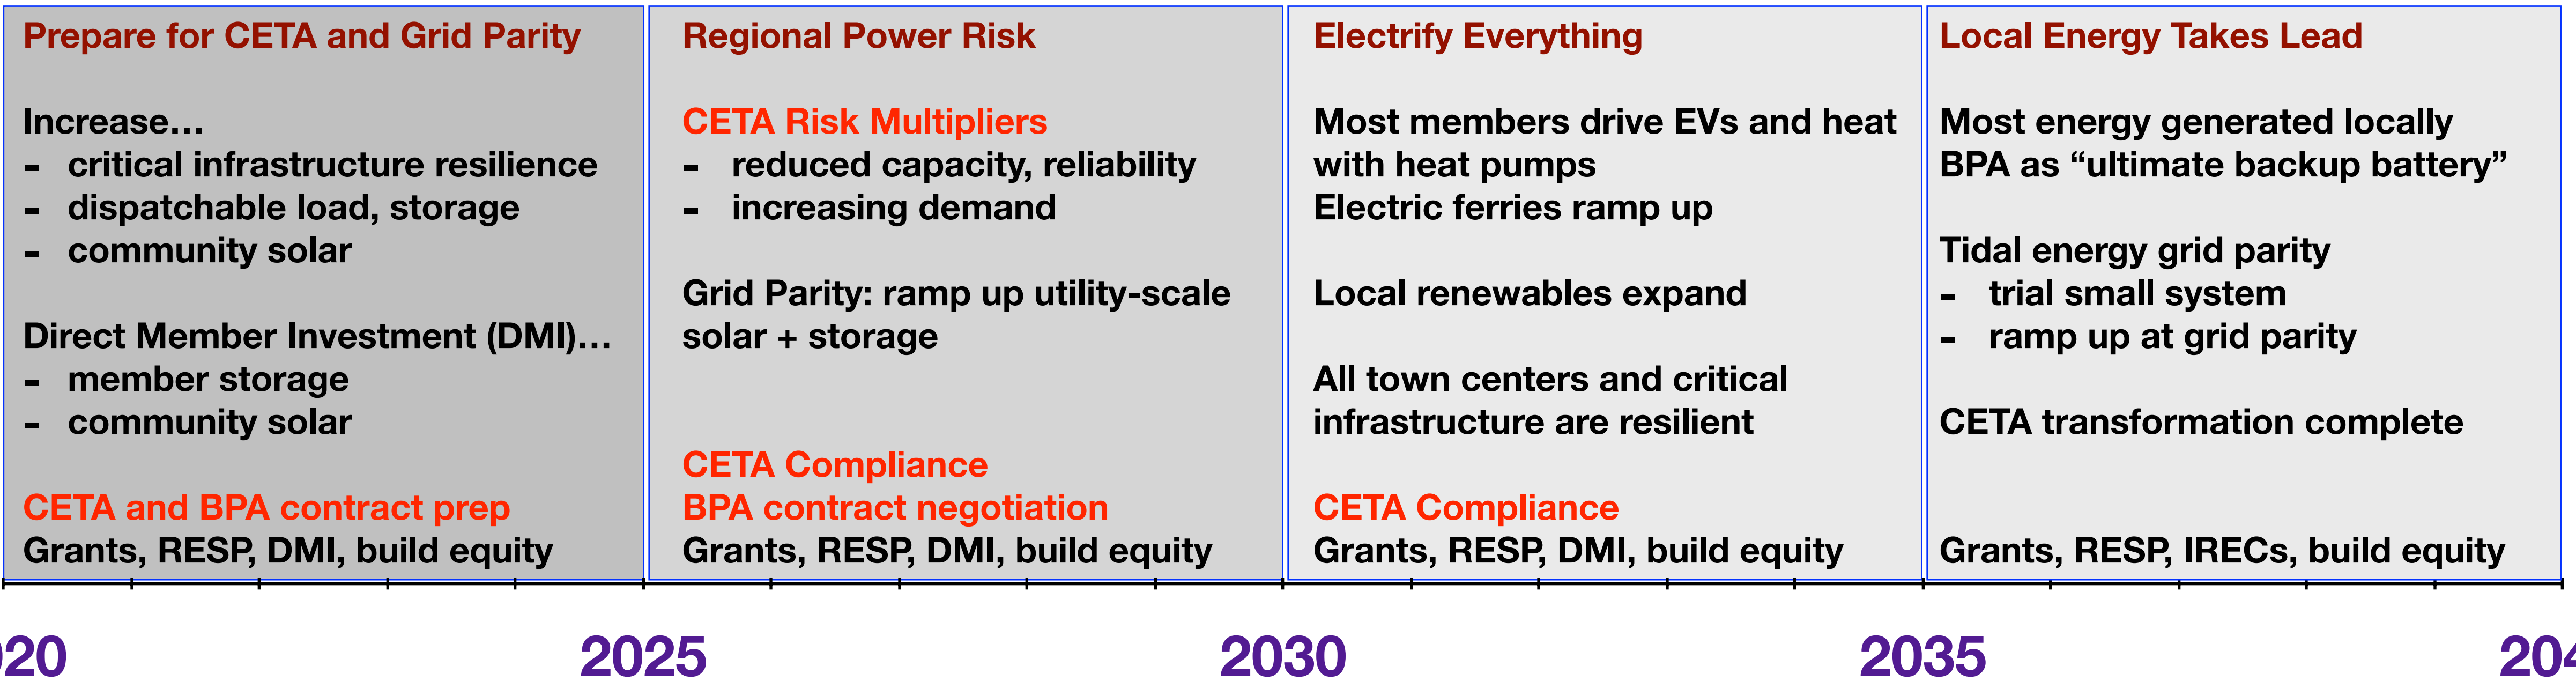 Prepare for CETA and Grid Parity
Increase…
- critical infrastructure resilience
- dispatchable load, storage
- community solar
Direct Member Investment (DMI)…
- member storage
- community solar
CETA and BPA contract prep
Grants, RESP, DMI, build equity
Regional Power Risk
CETA Risk Multipliers
- reduced capacity, reliability
- increasing demand
Grid Parity: ramp up utility-scale
solar + storage
CETA Compliance
BPA contract negotiation
Grants, RESP, DMI, build equity
Electrify Everything
Most members drive EVs and heat
with heat pumps
Electric ferries ramp up
Local renewables expand
All town centers and critical
infrastructure are resilient
CETA Compliance
Grants, RESP, DMI, build equity
Local Energy Takes Lead
Most energy generated locally
BPA as “ultimate backup battery”
Tidal energy grid parity
- trial small system
- ramp up at grid parity
CETA transformation complete
Grants, RESP, IRECs, build equity
20
2025
2030
2035
204